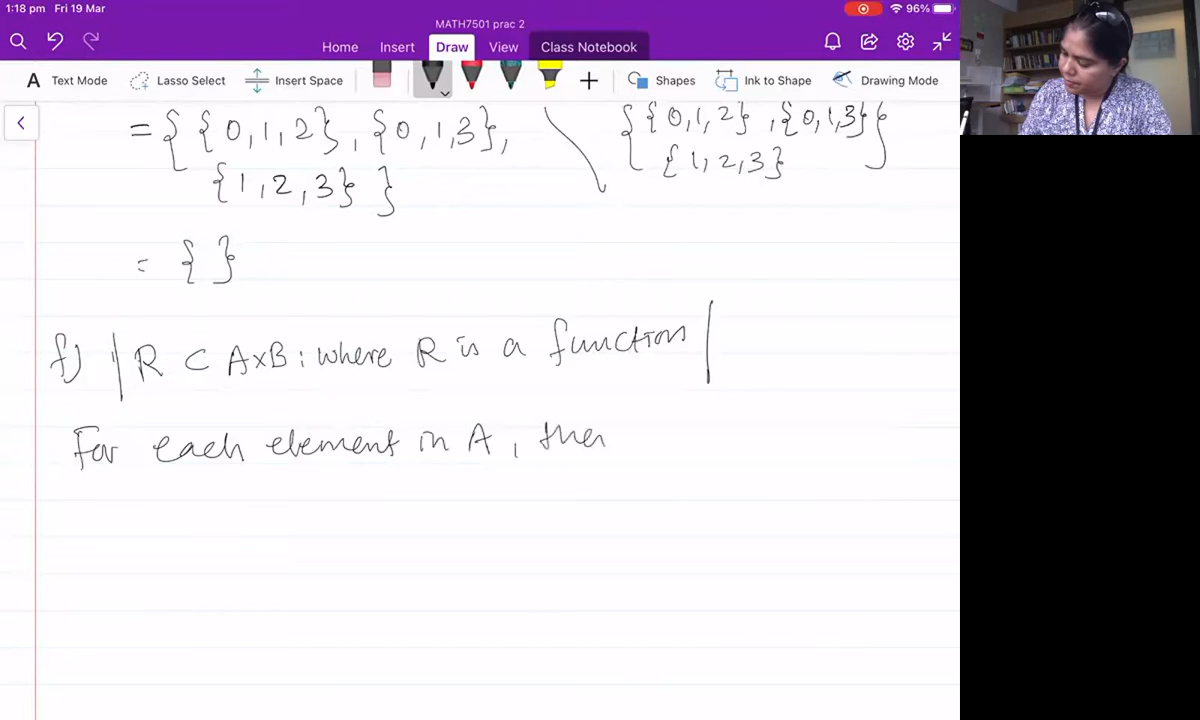 1:18 pm Fri 19 Mar
96%
MATH7501 prac 2
Home Insert Draw View Class Notebook
A Text Mode Lasso Select Insert Space Shapes Ink to Shape Drawing Mode
= { {0,1,2}, {0,1,3}, \ { {0,1,2}, {0,1,3} }
{1,2,3} } {1,2,3}
= { }
f) | R ⊂ A×B : where R is a function |
For each element in A, ther